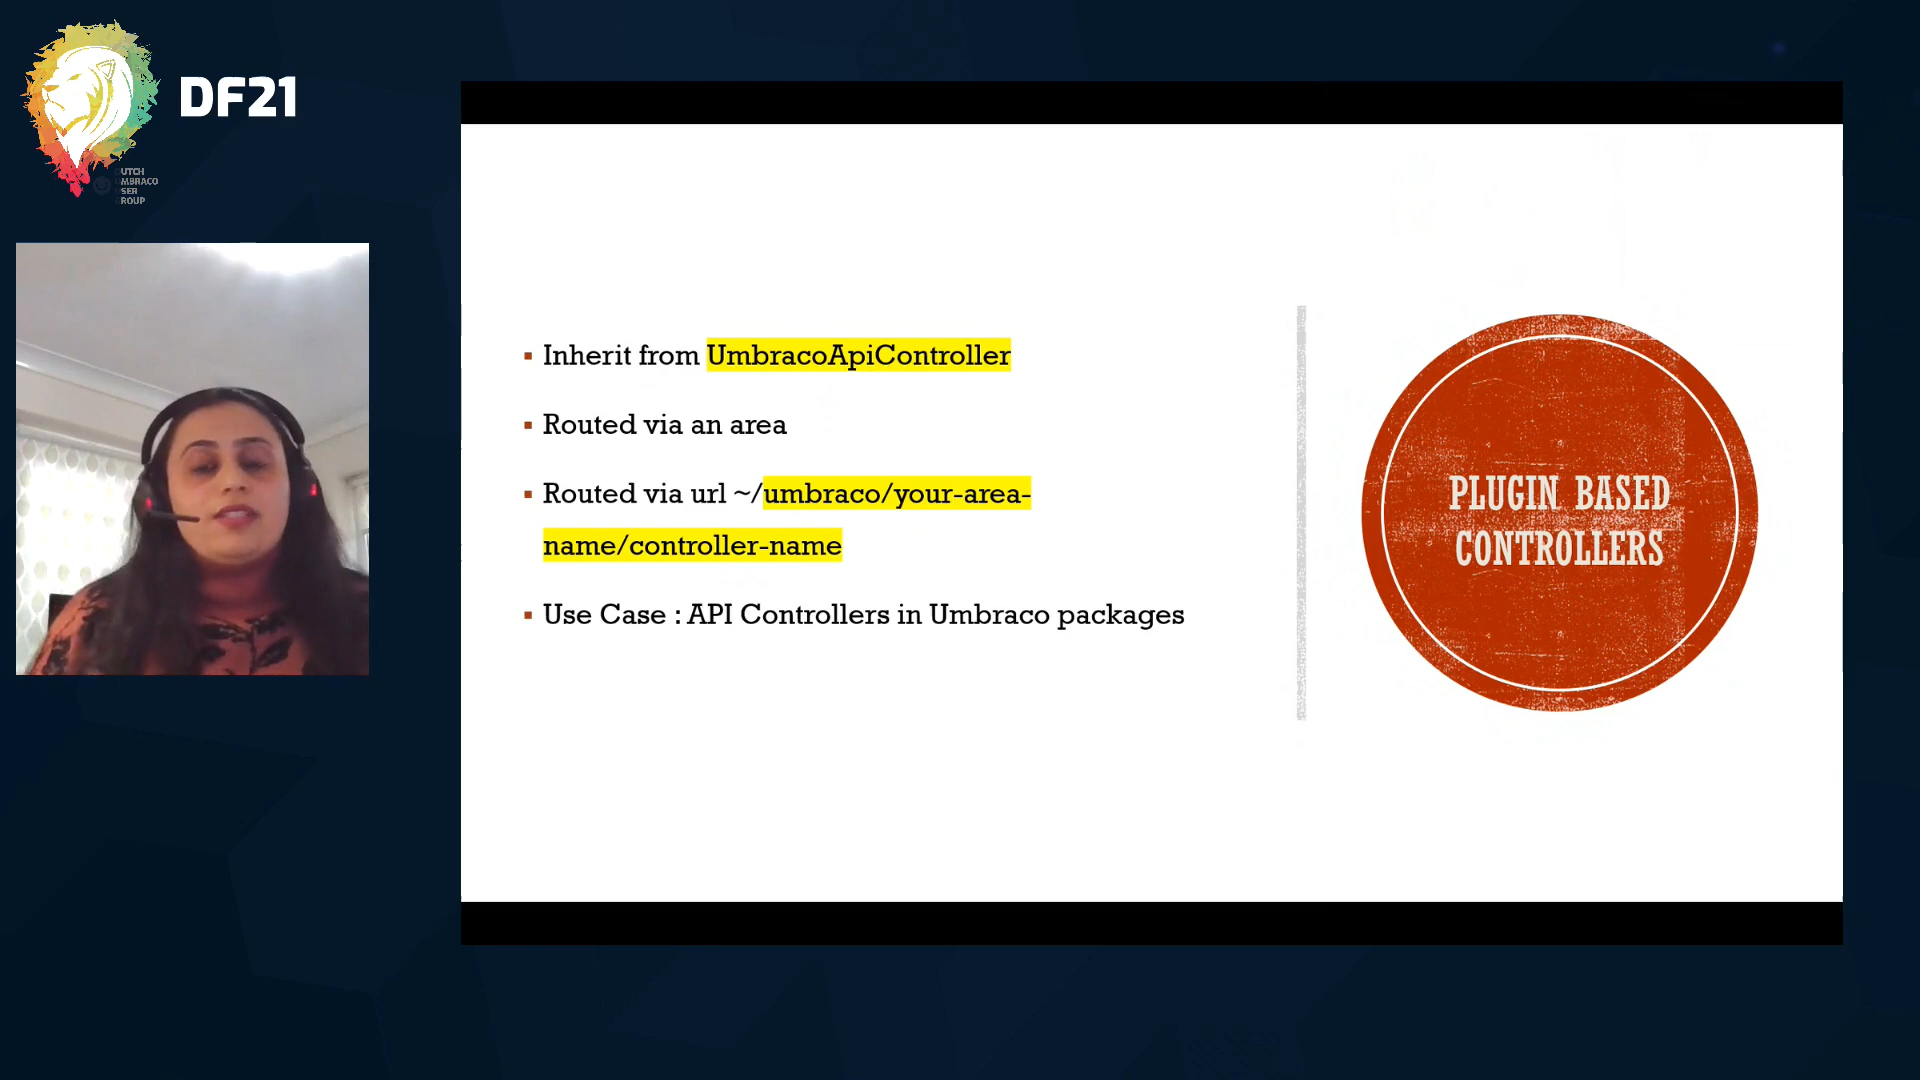 DF21
UTCH
MBRACO
SER
ROUP
▪ Inherit from UmbracoApiController
▪ Routed via an area
▪ Routed via url ~/umbraco/your-area-
name/controller-name
▪ Use Case : API Controllers in Umbraco packages
PLUGIN BASED
CONTROLLERS